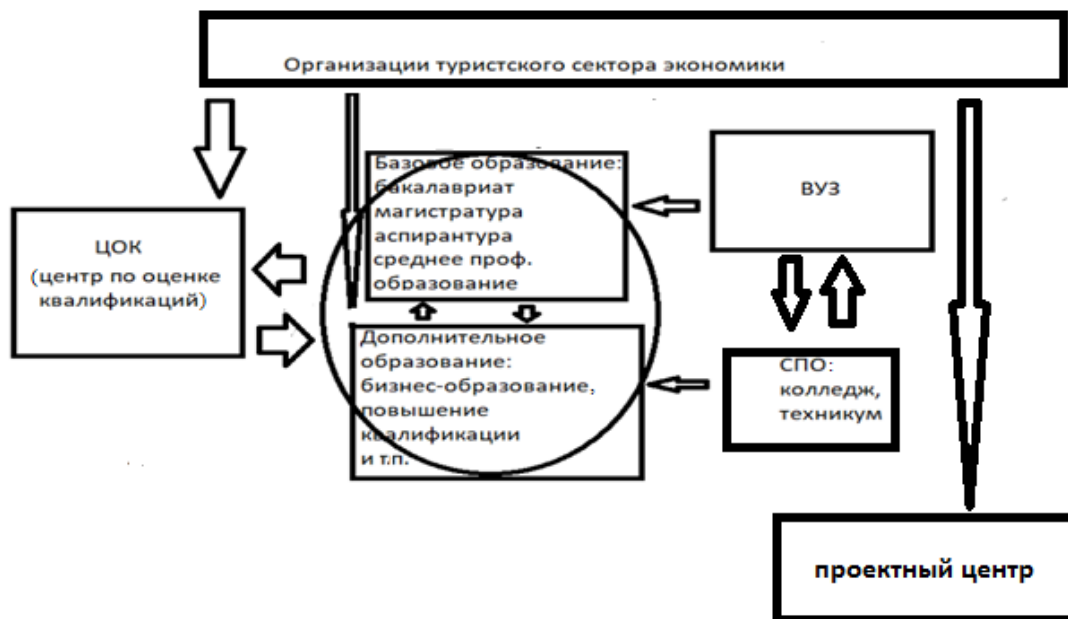 Организации туристского сектора экономики
Базовое образование:
бакалавриат
магистратура
аспирантура
среднее проф.
образование
ВУЗ
ЦОК
(центр по оценке
квалификаций)
Дополнительное
образование:
бизнес-образование,
повышение
квалификации
и т.п.
СПО:
колледж,
техникум
проектный центр